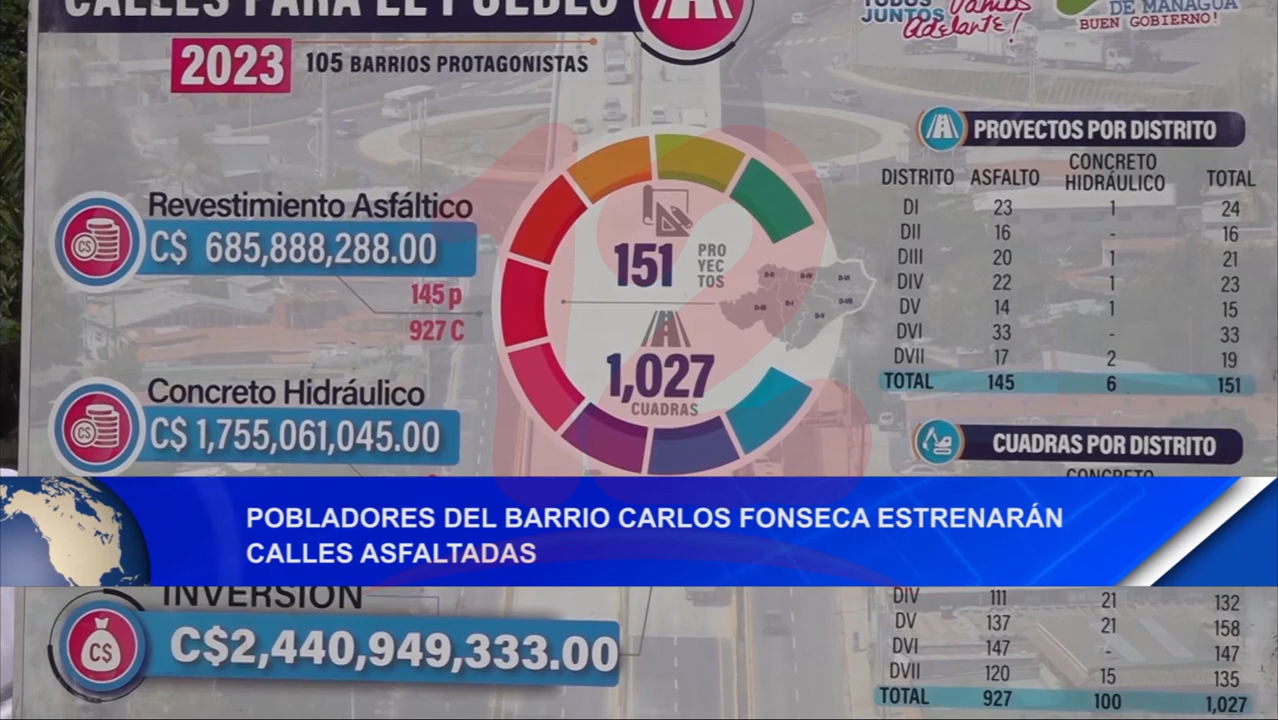 CALLES PARA EL PUEBLO
TODOS JUNTOS Vamos Adelante!
DE MANAGUA
BUEN GOBIERNO!
2023 105 BARRIOS PROTAGONISTAS
Revestimiento Asfáltico
C$ 685,888,288.00
145 p
927 C
Concreto Hidráulico
C$ 1,755,061,045.00
151 PROYECTOS
1,027
CUADRAS
PROYECTOS POR DISTRITO
DISTRITO ASFALTO CONCRETO HIDRÁULICO TOTAL
DI 23 1 24
DII 16 - 16
DIII 20 1 21
DIV 22 1 23
DV 14 1 15
DVI 33 - 33
DVII 17 2 19
TOTAL 145 6 151
CUADRAS POR DISTRITO
CONCRETO
POBLADORES DEL BARRIO CARLOS FONSECA ESTRENARÁN
CALLES ASFALTADAS
INVERSIÓN
C$
C$2,440,949,333.00
DIV 111 21 132
DV 137 21 158
DVI 147 - 147
DVII 120 15 135
TOTAL 927 100 1,027